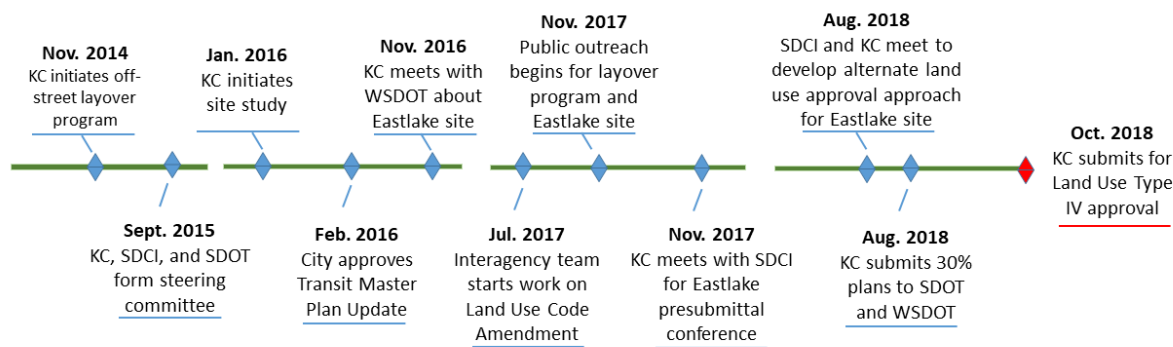 Nov. 2014
KC initiates off-
street layover
program
Sept. 2015
KC, SDCI, and SDOT
form steering
committee
Jan. 2016
KC initiates
site study
Feb. 2016
City approves
Transit Master
Plan Update
Nov. 2016
KC meets with
WSDOT about
Eastlake site
Jul. 2017
Interagency team
starts work on
Land Use Code
Amendment
Nov. 2017
Public outreach
begins for layover
program and
Eastlake site
Nov. 2017
KC meets with SDCI
for Eastlake
presubmittal
conference
Aug. 2018
SDCI and KC meet to
develop alternate land
use approval approach
for Eastlake site
Aug. 2018
KC submits 30%
plans to SDOT
and WSDOT
Oct. 2018
KC submits for
Land Use Type
IV approval